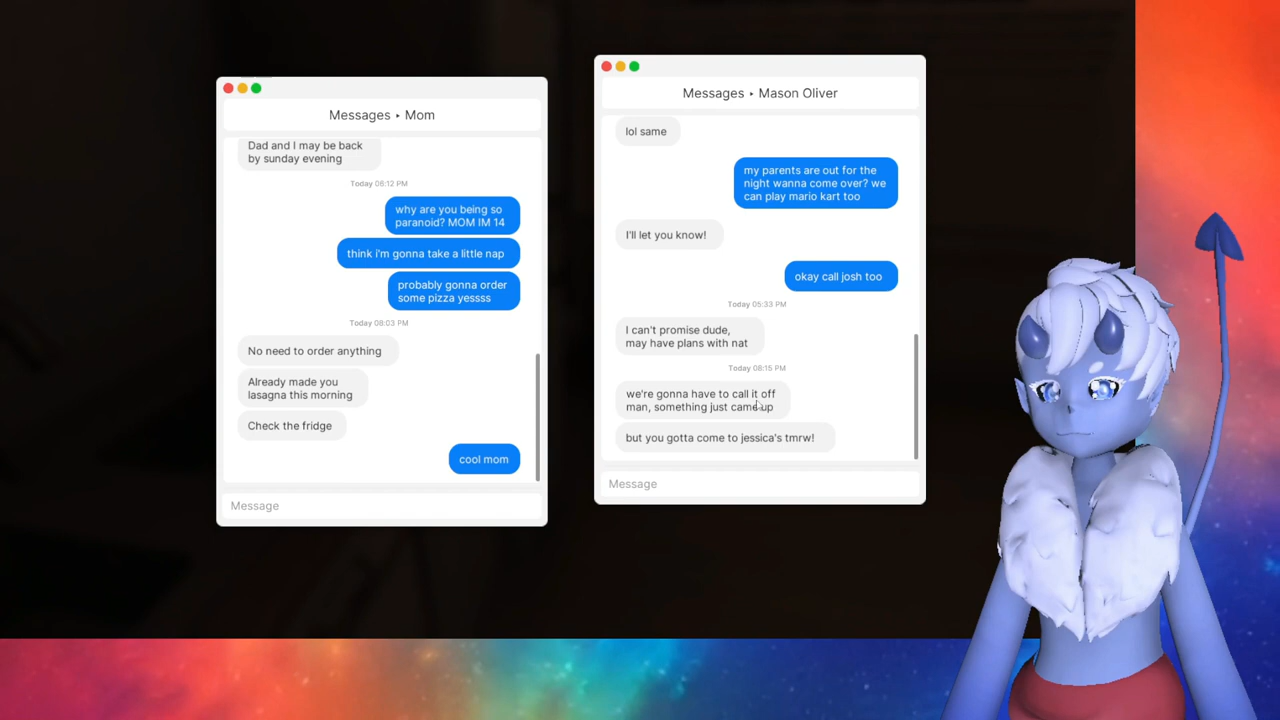 Messages ▸ Mom
Dad and I may be back
by sunday evening
Today 08:12 PM
why are you being so
paranoid? MOM IM 14
think i'm gonna take a little nap
probably gonna order
some pizza yessss
Today 08:03 PM
No need to order anything
Already made you
lasagna this morning
Check the fridge
cool mom
Message
Messages ▸ Mason Oliver
lol same
my parents are out for the
night wanna come over? we
can play mario kart too
I'll let you know!
okay call josh too
Today 05:33 PM
I can't promise dude,
may have plans with nat
Today 08:15 PM
we're gonna have to call it off
man, something just came up
but you gotta come to jessica's tmrw!
Message